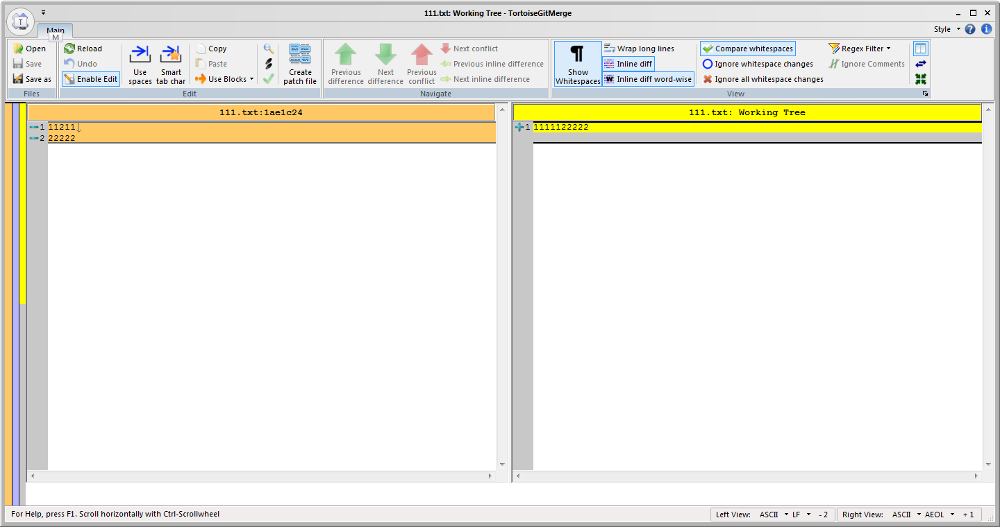 111.txt: Working Tree - TortoiseGitMerge
T
Main
M
Style
Open
Save
Save as
Files
Reload
Undo
Enable Edit
Use spaces
Smart tab char
Copy
Paste
Use Blocks
Create patch file
Edit
Previous difference
Next difference
Previous conflict
Next conflict
Previous inline difference
Next inline difference
Navigate
Show Whitespaces
Wrap long lines
Inline diff
Inline diff word-wise
Compare whitespaces
Ignore whitespace changes
Ignore all whitespace changes
Regex Filter
Ignore Comments
View
111.txt:1ae1c24
1 11211
2 22222
111.txt: Working Tree
1 1111122222
For Help, press F1. Scroll horizontally with Ctrl-Scrollwheel
Left View: ASCII LF - 2
Right View: ASCII AEOL + 1